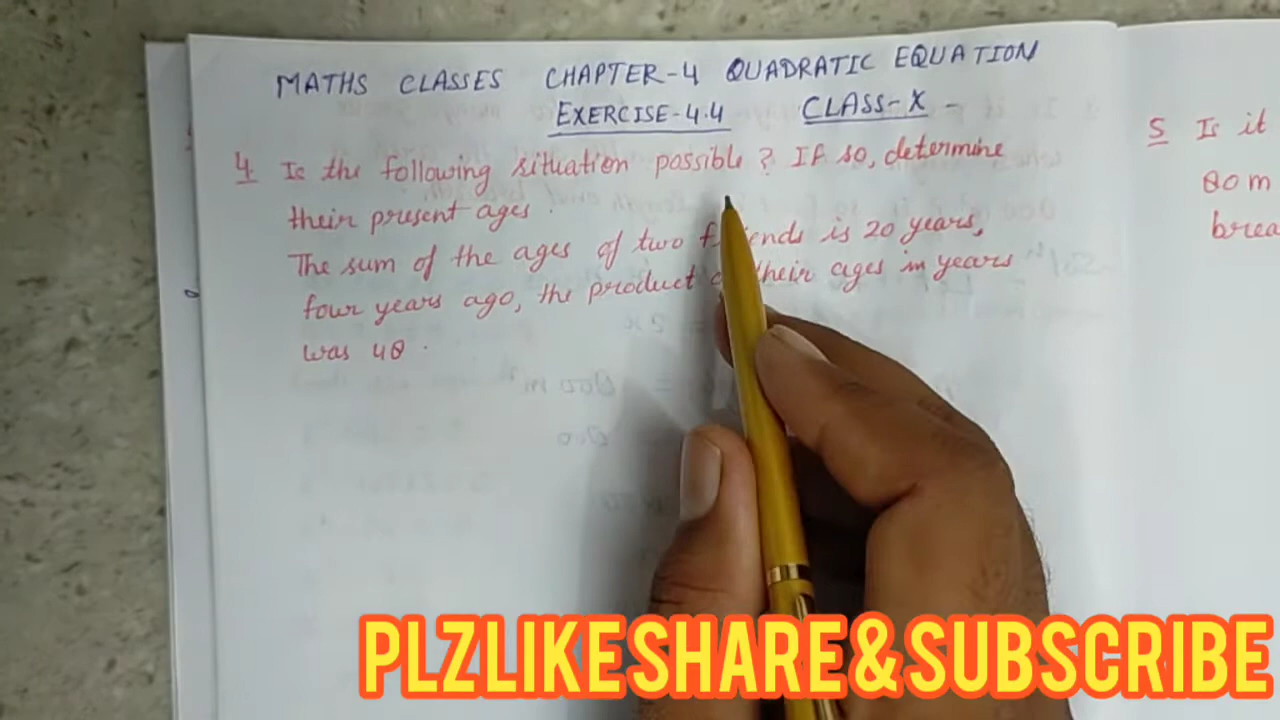 MATHS CLASSES CHAPTER-4 QUADRATIC EQUATION
EXERCISE-4.4 CLASS-X -
4. Is the following situation possible? If so, determine
their present ages.
The sum of the ages of two is 20 years,
four years ago, the product their ages in years
was 48.
5 Is it
80m
brea
PLZ LIKE SHARE & SUBSCRIBE